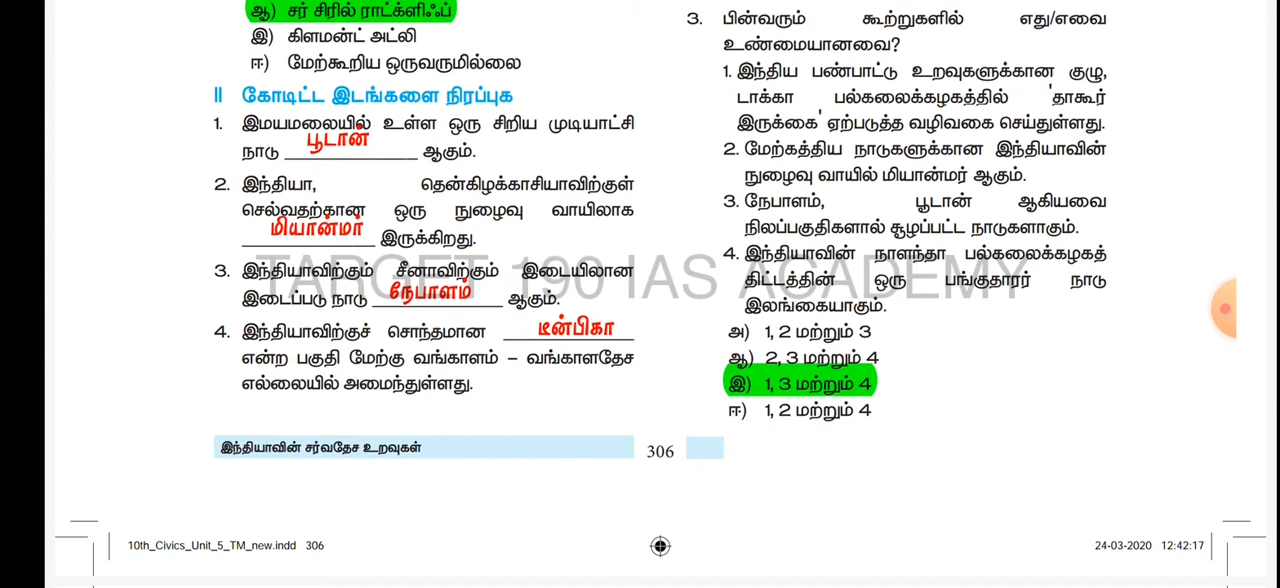 ஆ) சர் சிரில் ராட்க்ளிஃப்
இ) கிளமன்ட் அட்லி
ஈ) மேற்கூறிய ஒருவருமில்லை
II கோடிட்ட இடங்களை நிரப்புக
1. இமயமலையில் உள்ள ஒரு சிறிய முடியாட்சி
நாடு பூடான் ஆகும்.
2. இந்தியா, தென்கிழக்காசியாவிற்குள்
செல்வதற்கான ஒரு நுழைவு வாயிலாக
மியான்மர் இருக்கிறது.
3. இந்தியாவிற்கும் சீனாவிற்கும் இடையிலான
இடைப்படு நாடு நேபாளம் ஆகும்.
4. இந்தியாவிற்குச் சொந்தமான டீன்பிகா
என்ற பகுதி மேற்கு வங்காளம் – வங்காளதேச
எல்லையில் அமைந்துள்ளது.
3. பின்வரும் கூற்றுகளில் எது/எவை
உண்மையானவை?
1. இந்திய பண்பாட்டு உறவுகளுக்கான குழு,
டாக்கா பல்கலைக்கழகத்தில் 'தாகூர்
இருக்கை' ஏற்படுத்த வழிவகை செய்துள்ளது.
2. மேற்கத்திய நாடுகளுக்கான இந்தியாவின்
நுழைவு வாயில் மியான்மர் ஆகும்.
3. நேபாளம், பூடான் ஆகியவை
நிலப்பகுதிகளால் சூழப்பட்ட நாடுகளாகும்.
4. இந்தியாவின் நாளந்தா பல்கலைக்கழகத்
திட்டத்தின் ஒரு பங்குதாரர் நாடு
இலங்கையாகும்.
அ) 1, 2 மற்றும் 3
ஆ) 2, 3 மற்றும் 4
இ) 1, 3 மற்றும் 4
ஈ) 1, 2 மற்றும் 4
TARGET 190 IAS ACADEMY
இந்தியாவின் சர்வதேச உறவுகள் 306
10th_Civics_Unit_5_TM_new.indd 306 24-03-2020 12:42:17